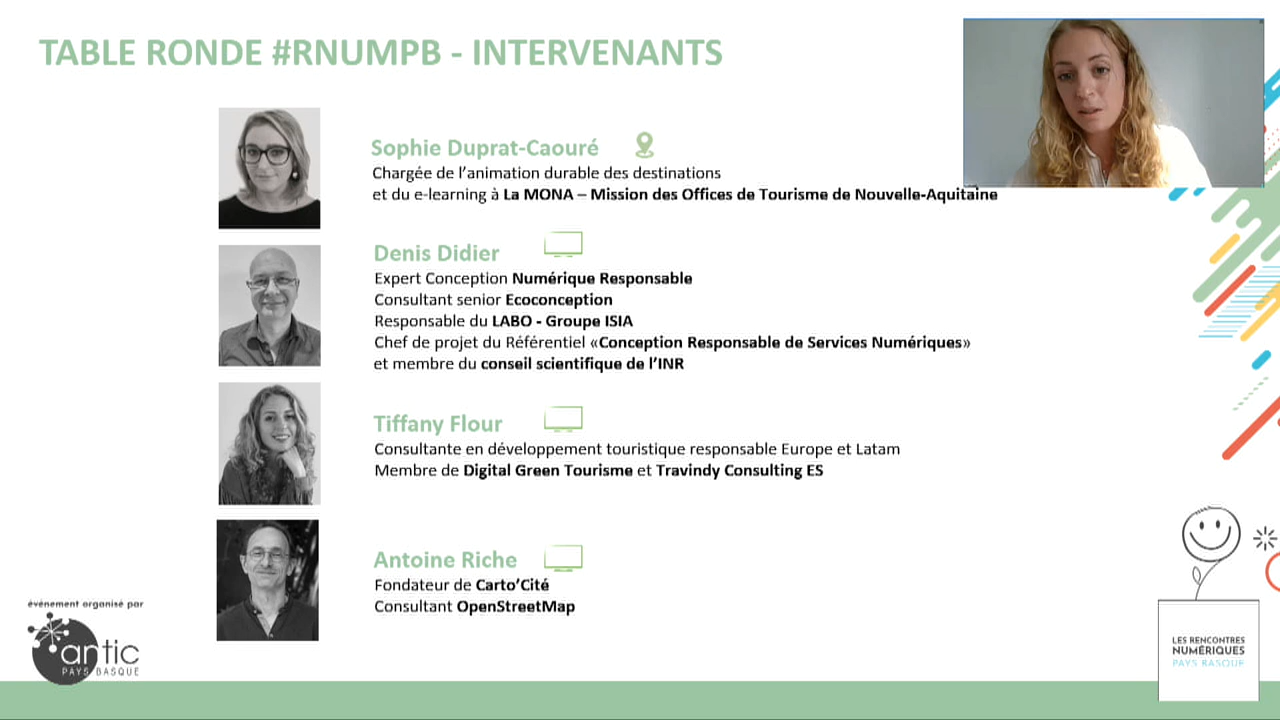 TABLE RONDE #RNUMPB - INTERVENANTS
Sophie Duprat-Caouré
Chargée de l'animation durable des destinations
et du e-learning à La MONA – Mission des Offices de Tourisme de Nouvelle-Aquitaine
Denis Didier
Expert Conception Numérique Responsable
Consultant senior Ecoconception
Responsable du LABO - Groupe ISIA
Chef de projet du Référentiel «Conception Responsable de Services Numériques»
et membre du conseil scientifique de l'INR
Tiffany Flour
Consultante en développement touristique responsable Europe et Latam
Membre de Digital Green Tourisme et Travindy Consulting ES
Antoine Riche
Fondateur de Carto'Cité
Consultant OpenStreetMap
événement organisé par
antic
PAYS BASQUE
LES RENCONTRES
NUMÉRIQUES
PAYS BASQUE